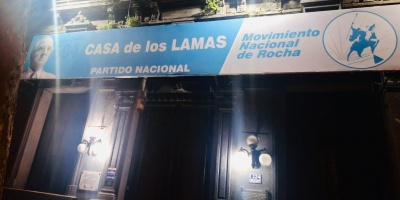 CASA de los LAMAS
PARTIDO NACIONAL
Movimiento
Nacional
de Rocha